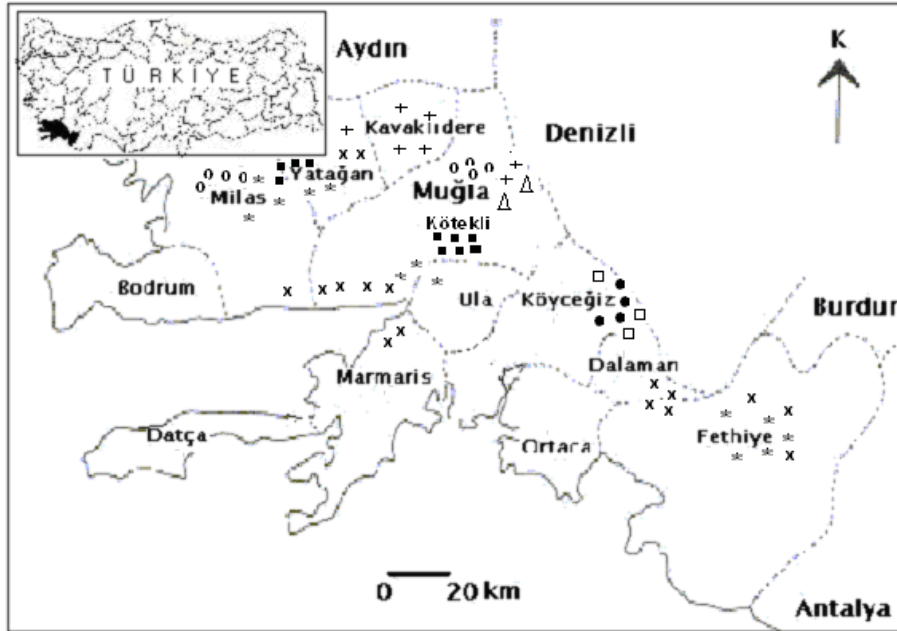 Aydın
K
TÜRKİYE
Kavaklıdere
Denizli
Yatağan
Muğla
Milas
Kötekli
Bodrum
Ula
Köyceğiz
Burdur
Dalaman
Marmaris
Datça
Ortaca
Fethiye
0 20 km
Antalya